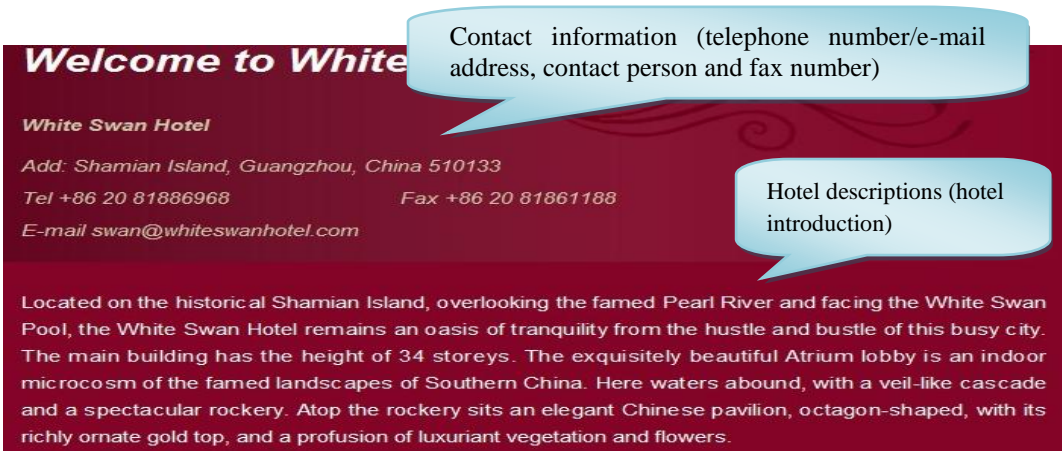 Contact information (telephone number/e-mail
address, contact person and fax number)
Welcome to White
White Swan Hotel
Add: Shamian Island, Guangzhou, China 510133
Tel +86 20 81886968 Fax +86 20 81861188
E-mail swan@whiteswanhotel.com
Hotel descriptions (hotel
introduction)
Located on the historical Shamian Island, overlooking the famed Pearl River and facing the White Swan
Pool, the White Swan Hotel remains an oasis of tranquility from the hustle and bustle of this busy city.
The main building has the height of 34 storeys. The exquisitely beautiful Atrium lobby is an indoor
microcosm of the famed landscapes of Southern China. Here waters abound, with a veil-like cascade
and a spectacular rockery. Atop the rockery sits an elegant Chinese pavilion, octagon-shaped, with its
richly ornate gold top, and a profusion of luxuriant vegetation and flowers.